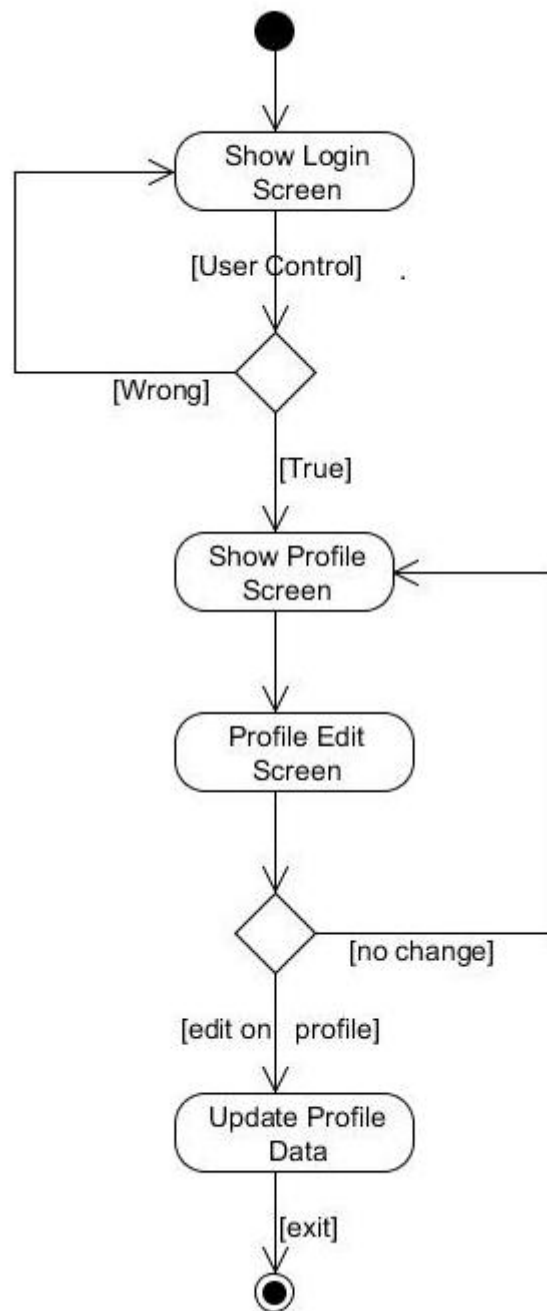 Show Login
Screen
[User Control] .
[Wrong]
[True]
Show Profile
Screen
Profile Edit
Screen
[no change]
[edit on profile]
Update Profile
Data
[exit]